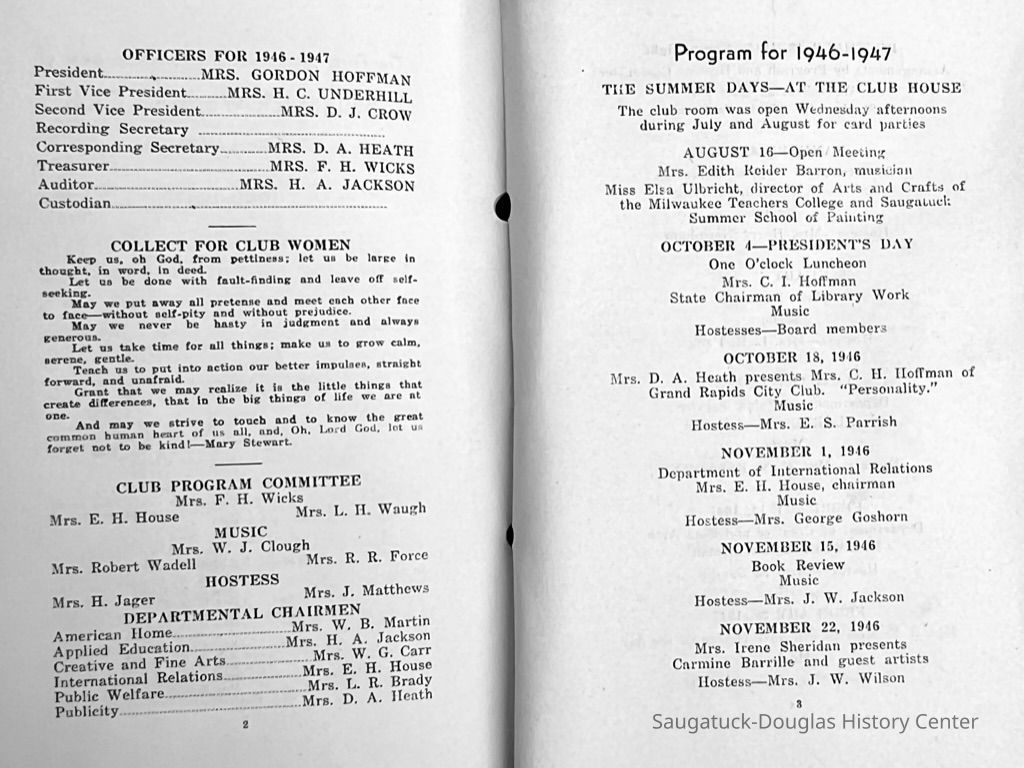 OFFICERS FOR 1946 - 1947
President MRS. GORDON HOFFMAN
First Vice President MRS. H. C. UNDERHILL
Second Vice President MRS. D. J. CROW
Recording Secretary
Corresponding Secretary MRS. D. A. HEATH
Treasurer MRS. F. H. WICKS
Auditor MRS. H. A. JACKSON
Custodian
COLLECT FOR CLUB WOMEN
Keep us, oh God, from pettiness; let us be large in
thought, in word, in deed.
Let us be done with fault-finding and leave off self-
seeking.
May we put away all pretense and meet each other face
to face—without self-pity and without prejudice.
May we never be hasty in judgment and always
generous.
Let us take time for all things; make us to grow calm,
serene, gentle.
Teach us to put into action our better impulses, straight
forward, and unafraid.
Grant that we may realize it is the little things that
create differences, that in the big things of life we are at
one.
And may we strive to touch and to know the great
common human heart of us all, and, Oh, Lord God, let us
forget not to be kind!—Mary Stewart.
CLUB PROGRAM COMMITTEE
Mrs. F. H. Wicks
Mrs. E. H. House Mrs. L. H. Waugh
MUSIC
Mrs. W. J. Clough
Mrs. Robert Wadell Mrs. R. R. Force
HOSTESS
Mrs. H. Jager Mrs. J. Matthews
DEPARTMENTAL CHAIRMEN
American Home Mrs. W. B. Martin
Applied Education Mrs. H. A. Jackson
Creative and Fine Arts Mrs. W. G. Carr
International Relations Mrs. E. H. House
Public Welfare Mrs. L. R. Brady
Publicity Mrs. D. A. Heath
2
Program for 1946-1947
THE SUMMER DAYS—AT THE CLUB HOUSE
The club room was open Wednesday afternoons
during July and August for card parties
AUGUST 16—Open Meeting
Mrs. Edith Reider Barron, musician
Miss Elsa Ulbricht, director of Arts and Crafts of
the Milwaukee Teachers College and Saugatuck
Summer School of Painting
OCTOBER 4—PRESIDENT'S DAY
One O'clock Luncheon
Mrs. C. I. Hoffman
State Chairman of Library Work
Music
Hostesses—Board members
OCTOBER 18, 1946
Mrs. D. A. Heath presents Mrs. C. H. Hoffman of
Grand Rapids City Club. "Personality."
Music
Hostess—Mrs. E. S. Parrish
NOVEMBER 1, 1946
Department of International Relations
Mrs. E. H. House, chairman
Music
Hostess—Mrs. George Goshorn
NOVEMBER 15, 1946
Book Review
Music
Hostess—Mrs. J. W. Jackson
NOVEMBER 22, 1946
Mrs. Irene Sheridan presents
Carmine Barrille and guest artists
Hostess—Mrs. J. W. Wilson
3
Saugatuck-Douglas History Center